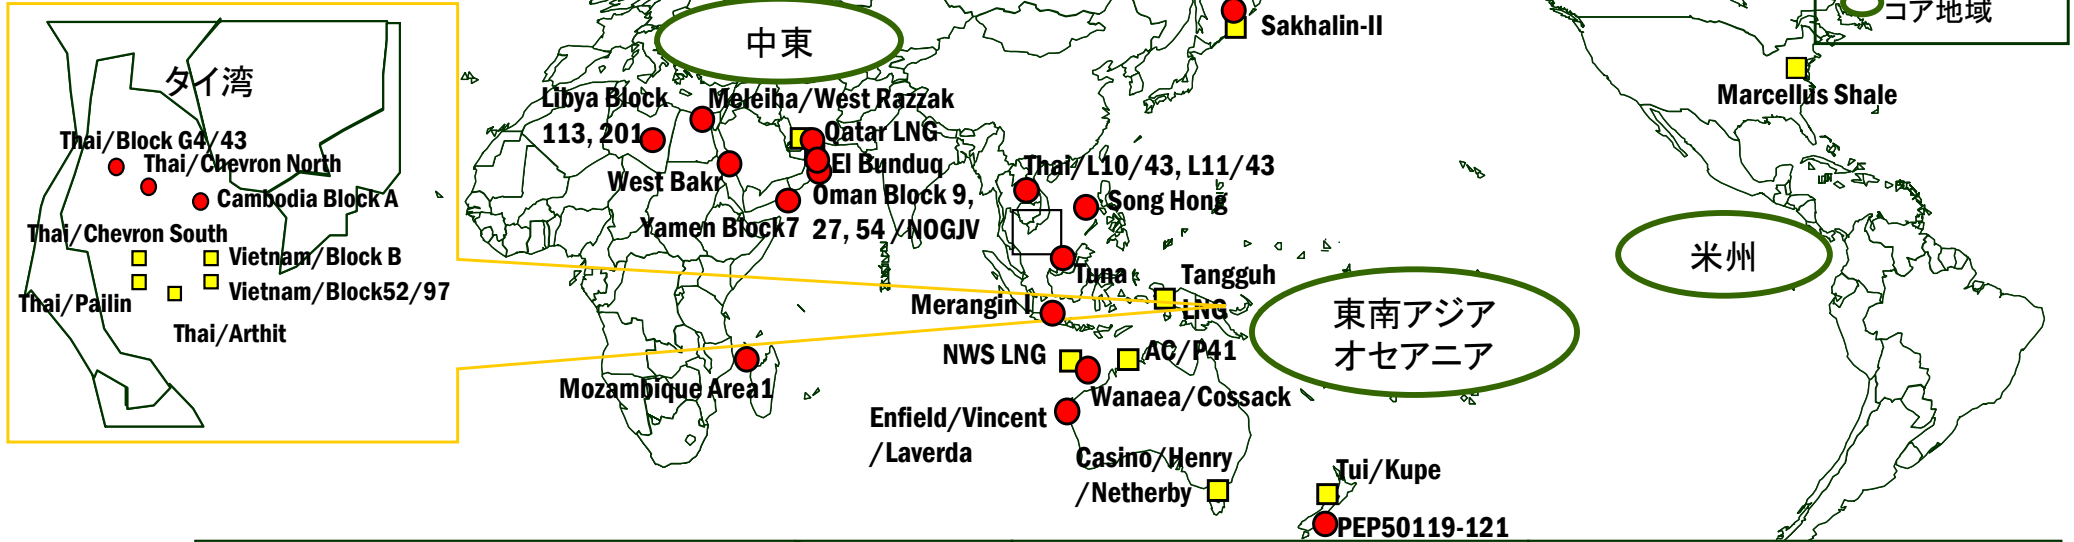 コア地域
中東
Sakhalin-II
タイ湾
Marcellus Shale
Libya Block
113, 201
Meleiha/West Razzak
Qatar LNG
El Bunduq
Thai/Block G4/43
Thai/Chevron North
Cambodia Block A
West Bakr
Oman Block 9,
27, 54 /NOGJV
Yamen Block7
Thai/L10/43, L11/43
Song Hong
Thai/Chevron South
Vietnam/Block B
Vietnam/Block52/97
Thai/Pailin
Thai/Arthit
米州
Tuna
Tangguh
LNG
Merangin I
東南アジア
オセアニア
NWS LNG
AC/P41
Mozambique Area1
Wanaea/Cossack
Enfield/Vincent
/Laverda
Casino/Henry
/Netherby
Tui/Kupe
PEP50119-121